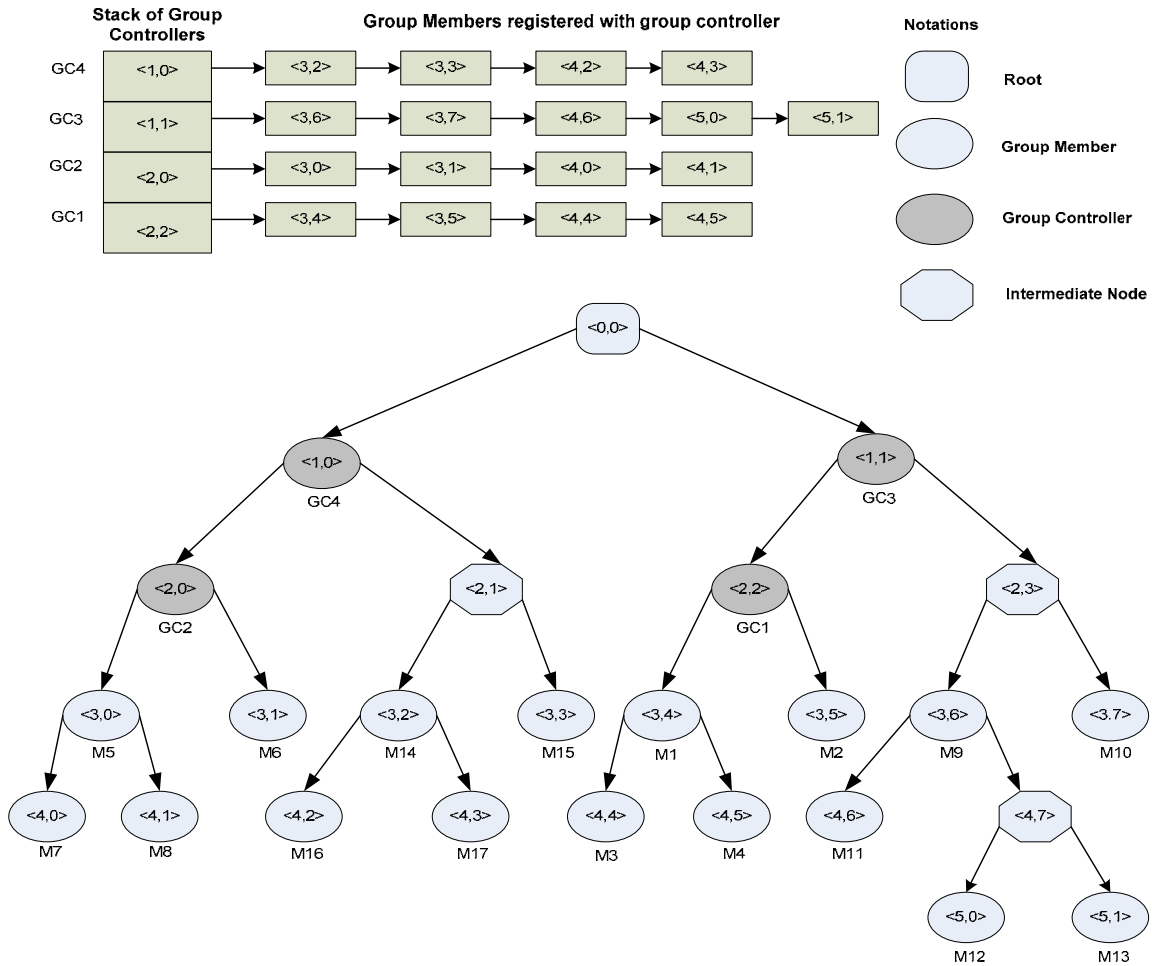 Stack of Group
Controllers
Group Members registered with group controller
Notations
GC4
<1,0>
<3,2>
<3,3>
<4,2>
<4,3>
GC3
<1,1>
<3,6>
<3,7>
<4,6>
<5,0>
<5,1>
GC2
<2,0>
<3,0>
<3,1>
<4,0>
<4,1>
GC1
<2,2>
<3,4>
<3,5>
<4,4>
<4,5>
Root
Group Member
Group Controller
Intermediate Node
<0,0>
<1,0>
GC4
<1,1>
GC3
<2,0>
GC2
<2,1>
<2,2>
GC1
<2,3>
<3,0>
M5
<3,1>
M6
<3,2>
M14
<3,3>
M15
<3,4>
M1
<3,5>
M2
<3,6>
M9
<3.7>
M10
<4,0>
M7
<4,1>
M8
<4,2>
M16
<4,3>
M17
<4,4>
M3
<4,5>
M4
<4,6>
M11
<4,7>
<5,0>
M12
<5,1>
M13